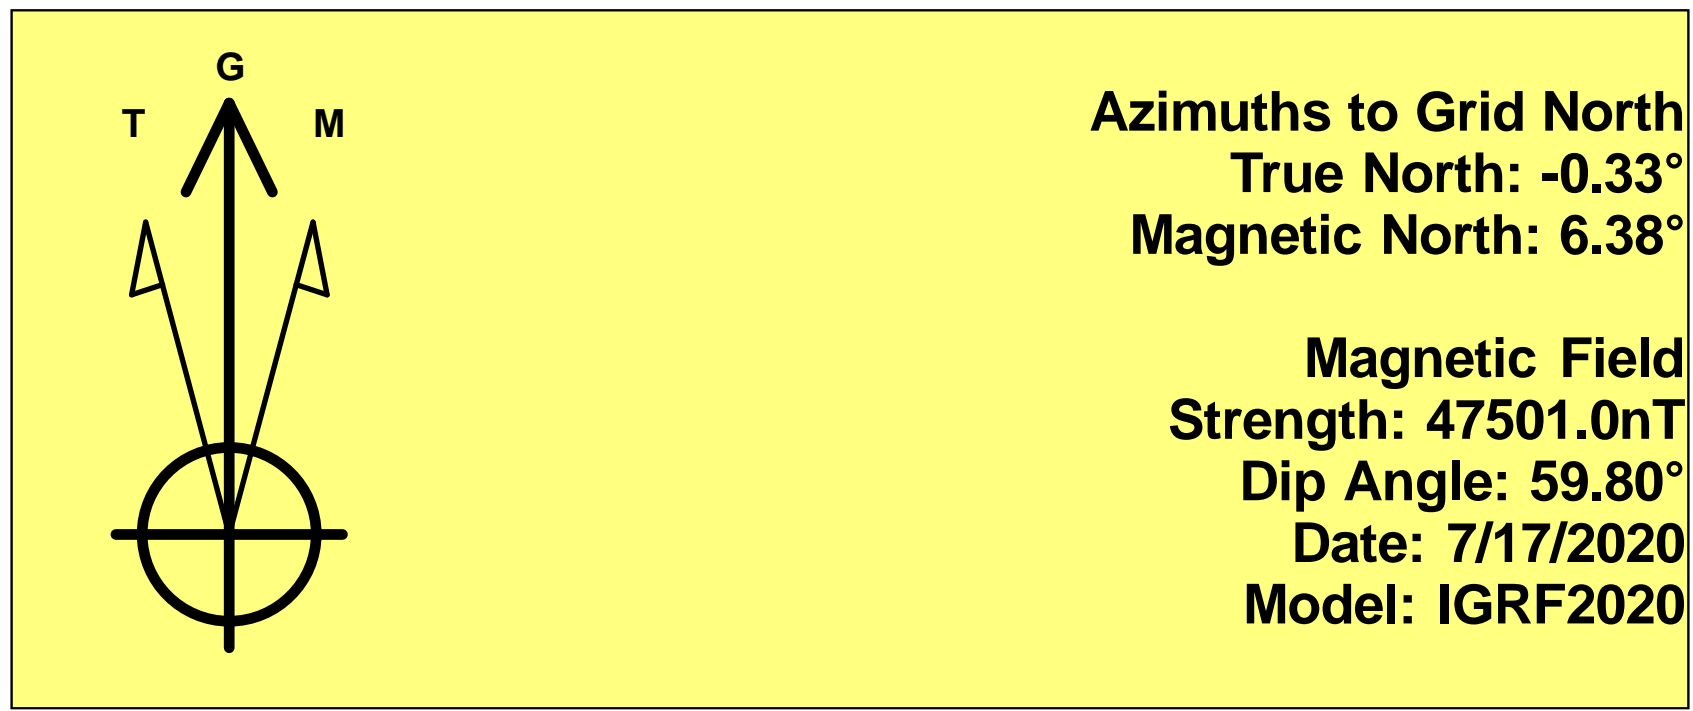 G
T M
Azimuths to Grid North
True North: -0.33°
Magnetic North: 6.38°
Magnetic Field
Strength: 47501.0nT
Dip Angle: 59.80°
Date: 7/17/2020
Model: IGRF2020